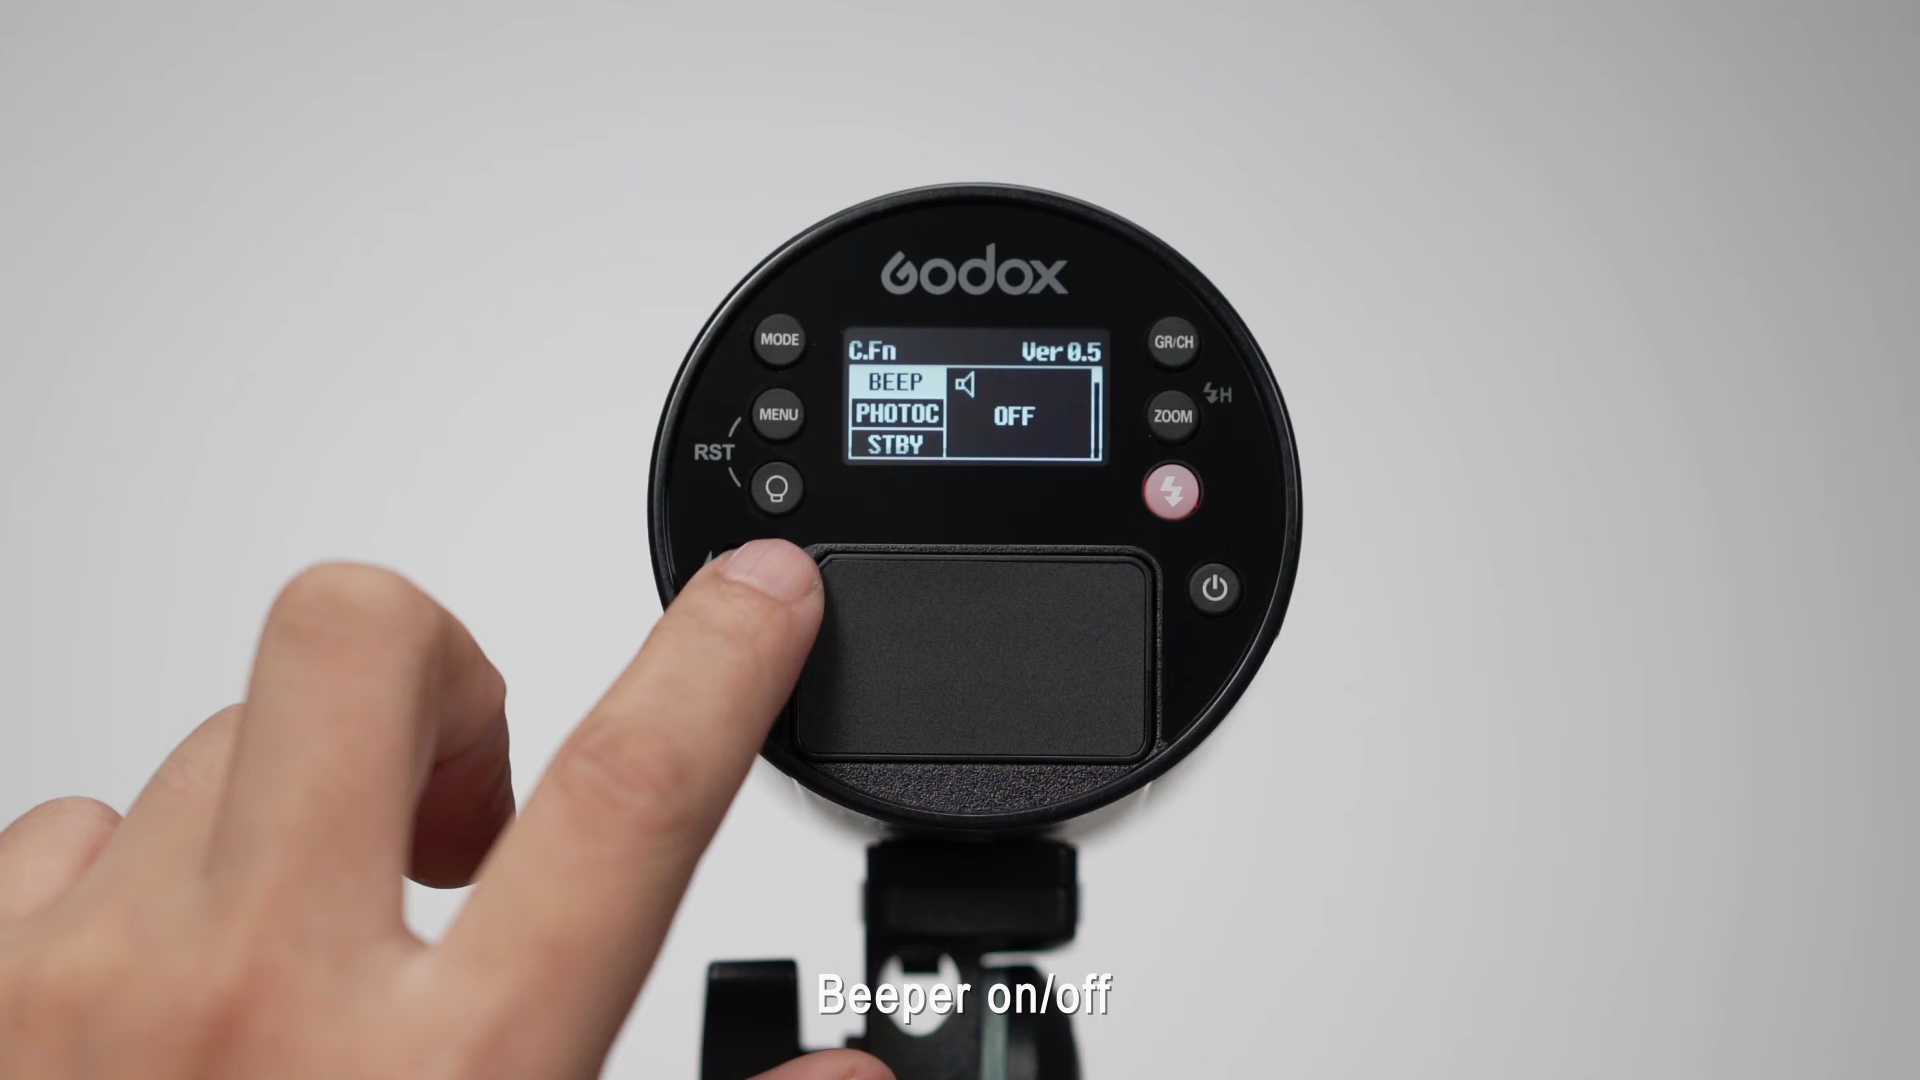 Godox
MODE
C.Fn Ver 0.5
GR/CH
BEEP
PHOTOC
OFF
STBY
MENU
ZOOM
H
RST
Beeper on/off